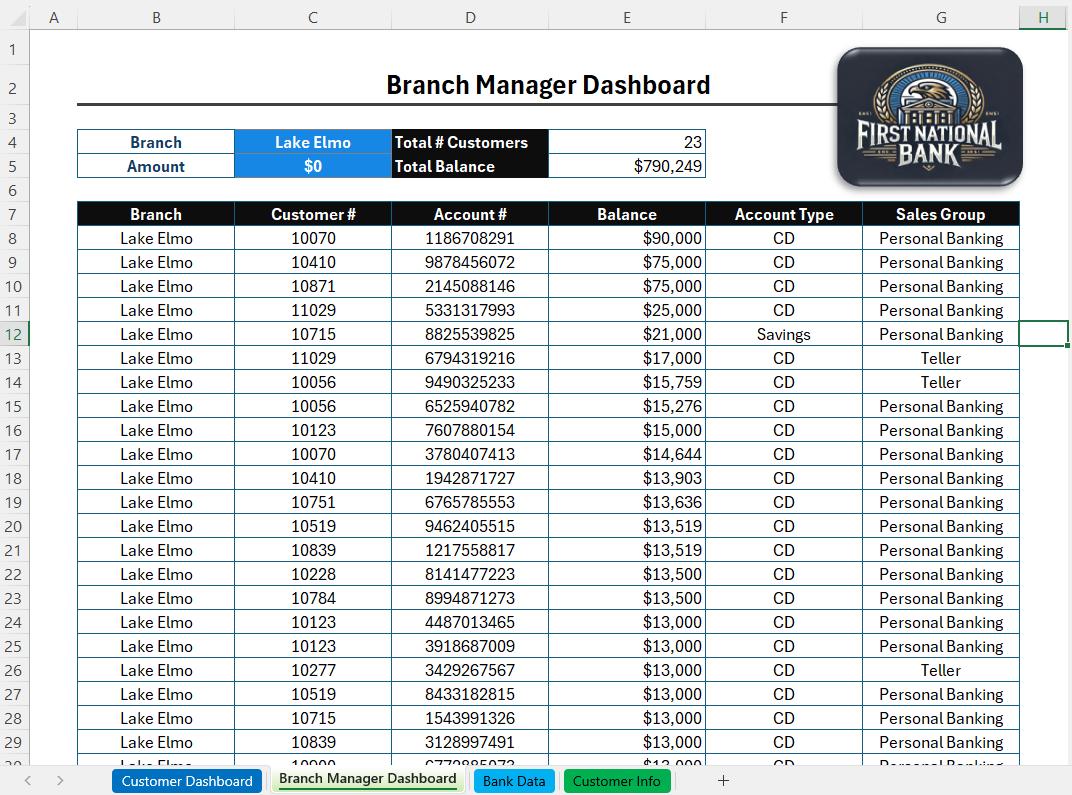 A B C D E F G H
1
2 Branch Manager Dashboard
FIRST NATIONAL
BANK
3
4 Branch Lake Elmo Total # Customers 23
5 Amount $0 Total Balance $790,249
6
7 Branch Customer # Account # Balance Account Type Sales Group
8 Lake Elmo 10070 1186708291 $90,000 CD Personal Banking
9 Lake Elmo 10410 9878456072 $75,000 CD Personal Banking
10 Lake Elmo 10871 2145088146 $75,000 CD Personal Banking
11 Lake Elmo 11029 5331317993 $25,000 CD Personal Banking
12 Lake Elmo 10715 8825539825 $21,000 Savings Personal Banking
13 Lake Elmo 11029 6794319216 $17,000 CD Teller
14 Lake Elmo 10056 9490325233 $15,759 CD Teller
15 Lake Elmo 10056 6525940782 $15,276 CD Personal Banking
16 Lake Elmo 10123 7607880154 $15,000 CD Personal Banking
17 Lake Elmo 10070 3780407413 $14,644 CD Personal Banking
18 Lake Elmo 10410 1942871727 $13,903 CD Personal Banking
19 Lake Elmo 10751 6765785553 $13,636 CD Personal Banking
20 Lake Elmo 10519 9462405515 $13,519 CD Personal Banking
21 Lake Elmo 10839 1217558817 $13,519 CD Personal Banking
22 Lake Elmo 10228 8141477223 $13,500 CD Personal Banking
23 Lake Elmo 10784 8994871273 $13,500 CD Personal Banking
24 Lake Elmo 10123 4487013465 $13,000 CD Personal Banking
25 Lake Elmo 10123 3918687009 $13,000 CD Personal Banking
26 Lake Elmo 10277 3429267567 $13,000 CD Teller
27 Lake Elmo 10519 8433182815 $13,000 CD Personal Banking
28 Lake Elmo 10715 1543991326 $13,000 CD Personal Banking
29 Lake Elmo 10839 3128997491 $13,000 CD Personal Banking
Customer Dashboard Branch Manager Dashboard Bank Data Customer Info